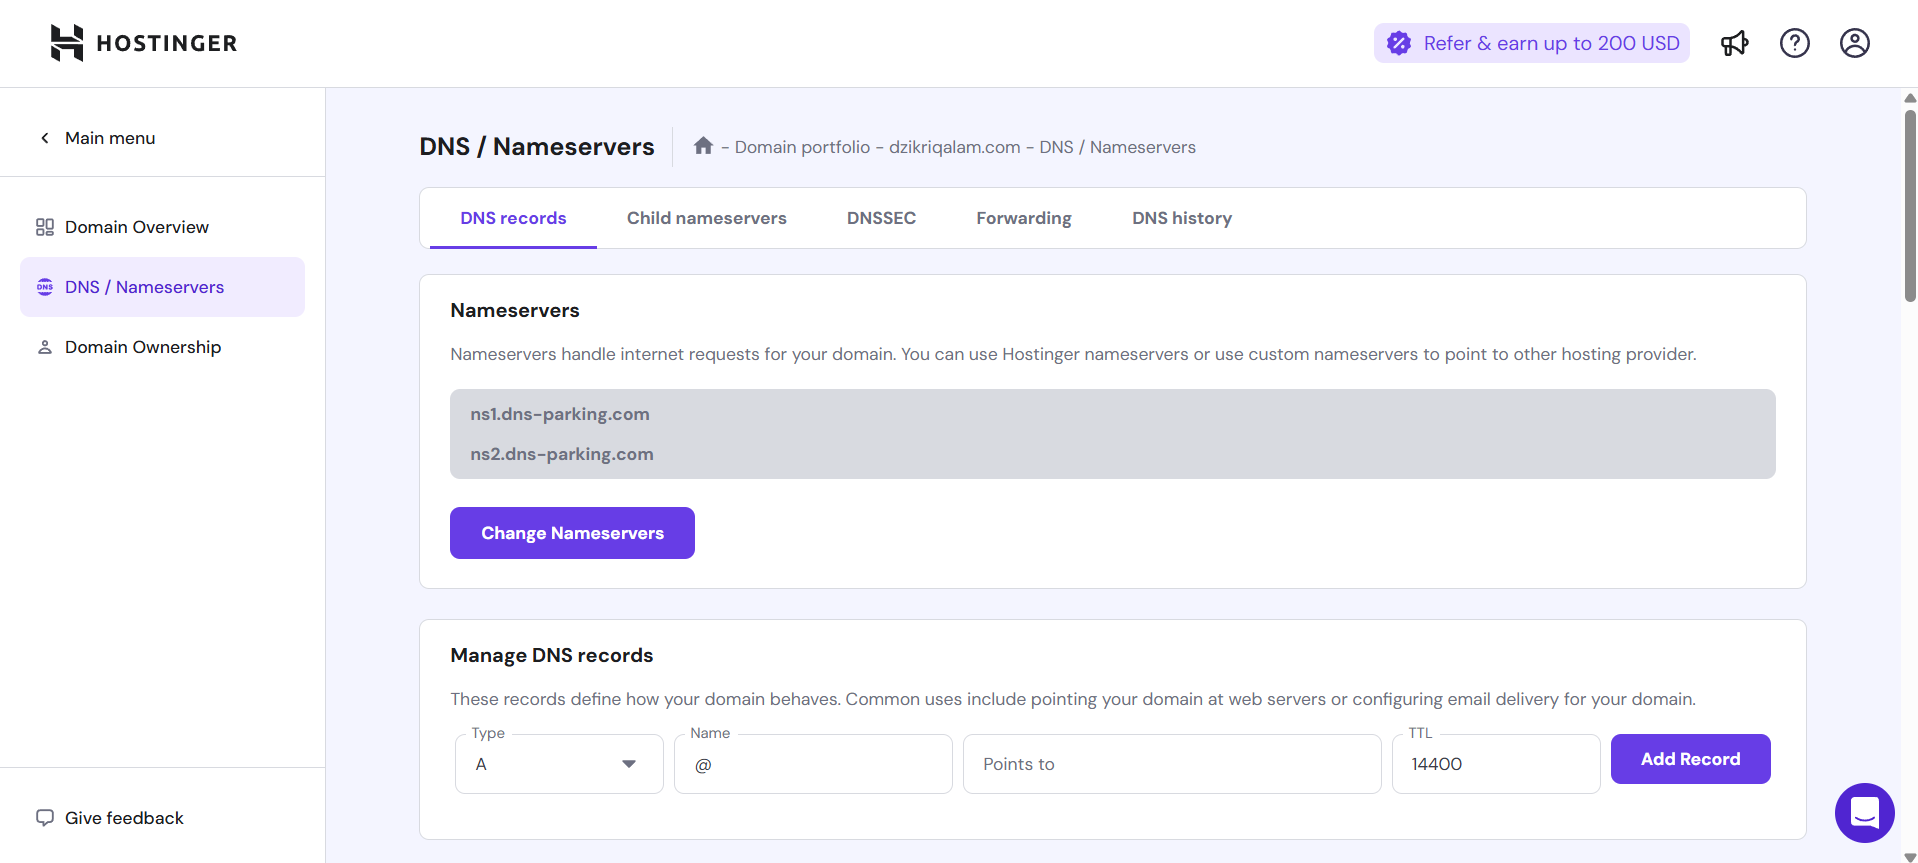 HOSTINGER
Refer & earn up to 200 USD
Main menu
Domain Overview
DNS
DNS / Nameservers
Domain Ownership
Give feedback
DNS / Nameservers
- Domain portfolio - dzikriqalam.com - DNS / Nameservers
DNS records Child nameservers DNSSEC Forwarding DNS history
Nameservers
Nameservers handle internet requests for your domain. You can use Hostinger nameservers or use custom nameservers to point to other hosting provider.
ns1.dns-parking.com
ns2.dns-parking.com
Change Nameservers
Manage DNS records
These records define how your domain behaves. Common uses include pointing your domain at web servers or configuring email delivery for your domain.
Type Name TTL
A @ Points to 14400 Add Record